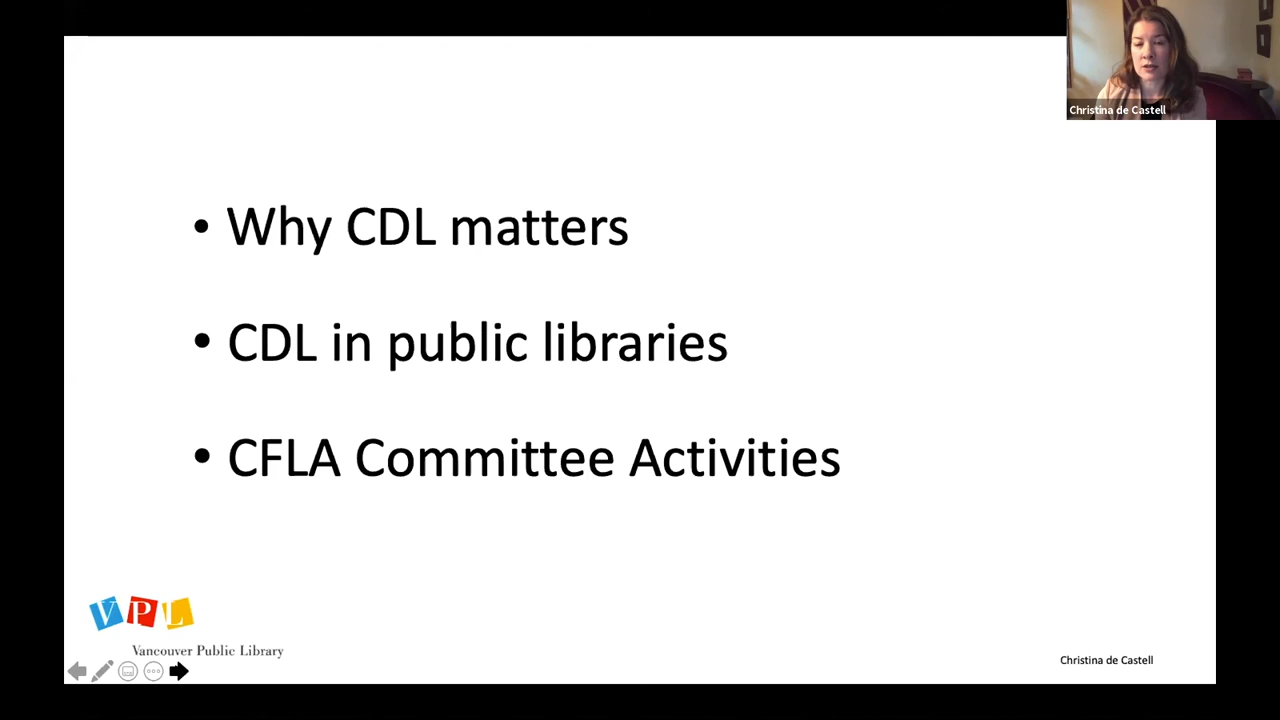 Christina de Castell
• Why CDL matters
• CDL in public libraries
• CFLA Committee Activities
VPL
Vancouver Public Library
Christina de Castell